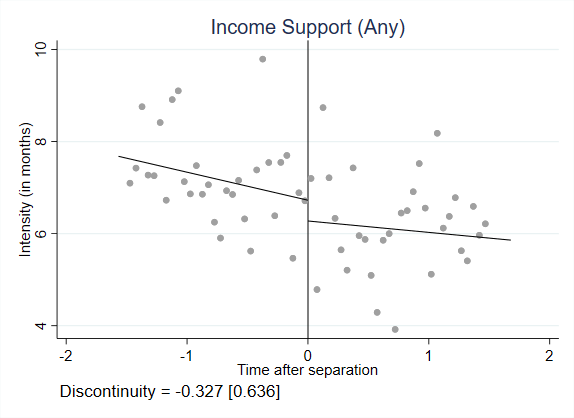 Income Support (Any)
Intensity (in months)
10
8
6
4
-2
-1
0
1
2
Time after separation
Discontinuity = -0.327 [0.636]